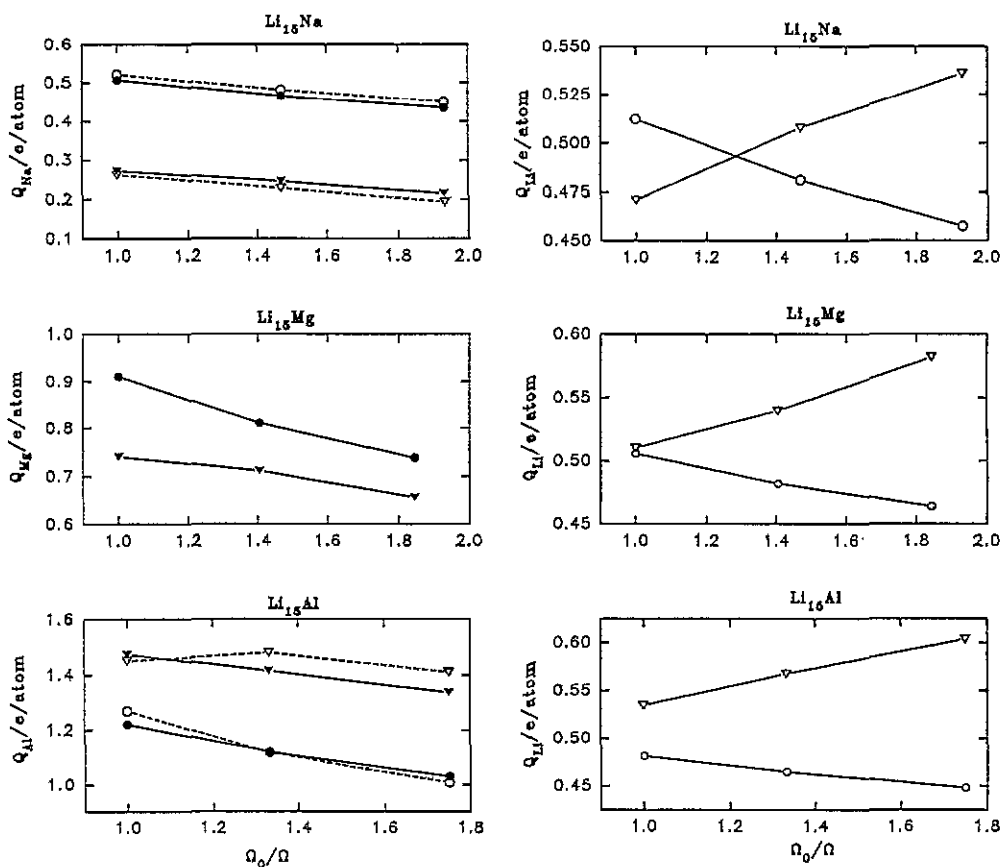 Li₁₅Na
Q_Na/e/atom
0.6
0.5
0.4
0.3
0.2
0.1
1.0 1.2 1.4 1.6 1.8 2.0
Li₁₅Na
Q_Li/e/atom
0.550
0.525
0.500
0.475
0.450
1.0 1.2 1.4 1.6 1.8 2.0
Li₁₅Mg
Q_Mg/e/atom
1.0
0.9
0.8
0.7
0.6
1.0 1.2 1.4 1.6 1.8 2.0
Li₁₅Mg
Q_Li/e/atom
0.60
0.55
0.50
0.45
1.0 1.2 1.4 1.6 1.8 2.0
Li₁₅Al
Q_Al/e/atom
1.6
1.4
1.2
1.0
1.0 1.2 1.4 1.6 1.8
Ω₀/Ω
Li₁₅Al
Q_Li/e/atom
0.60
0.55
0.50
0.45
1.0 1.2 1.4 1.6 1.8
Ω₀/Ω